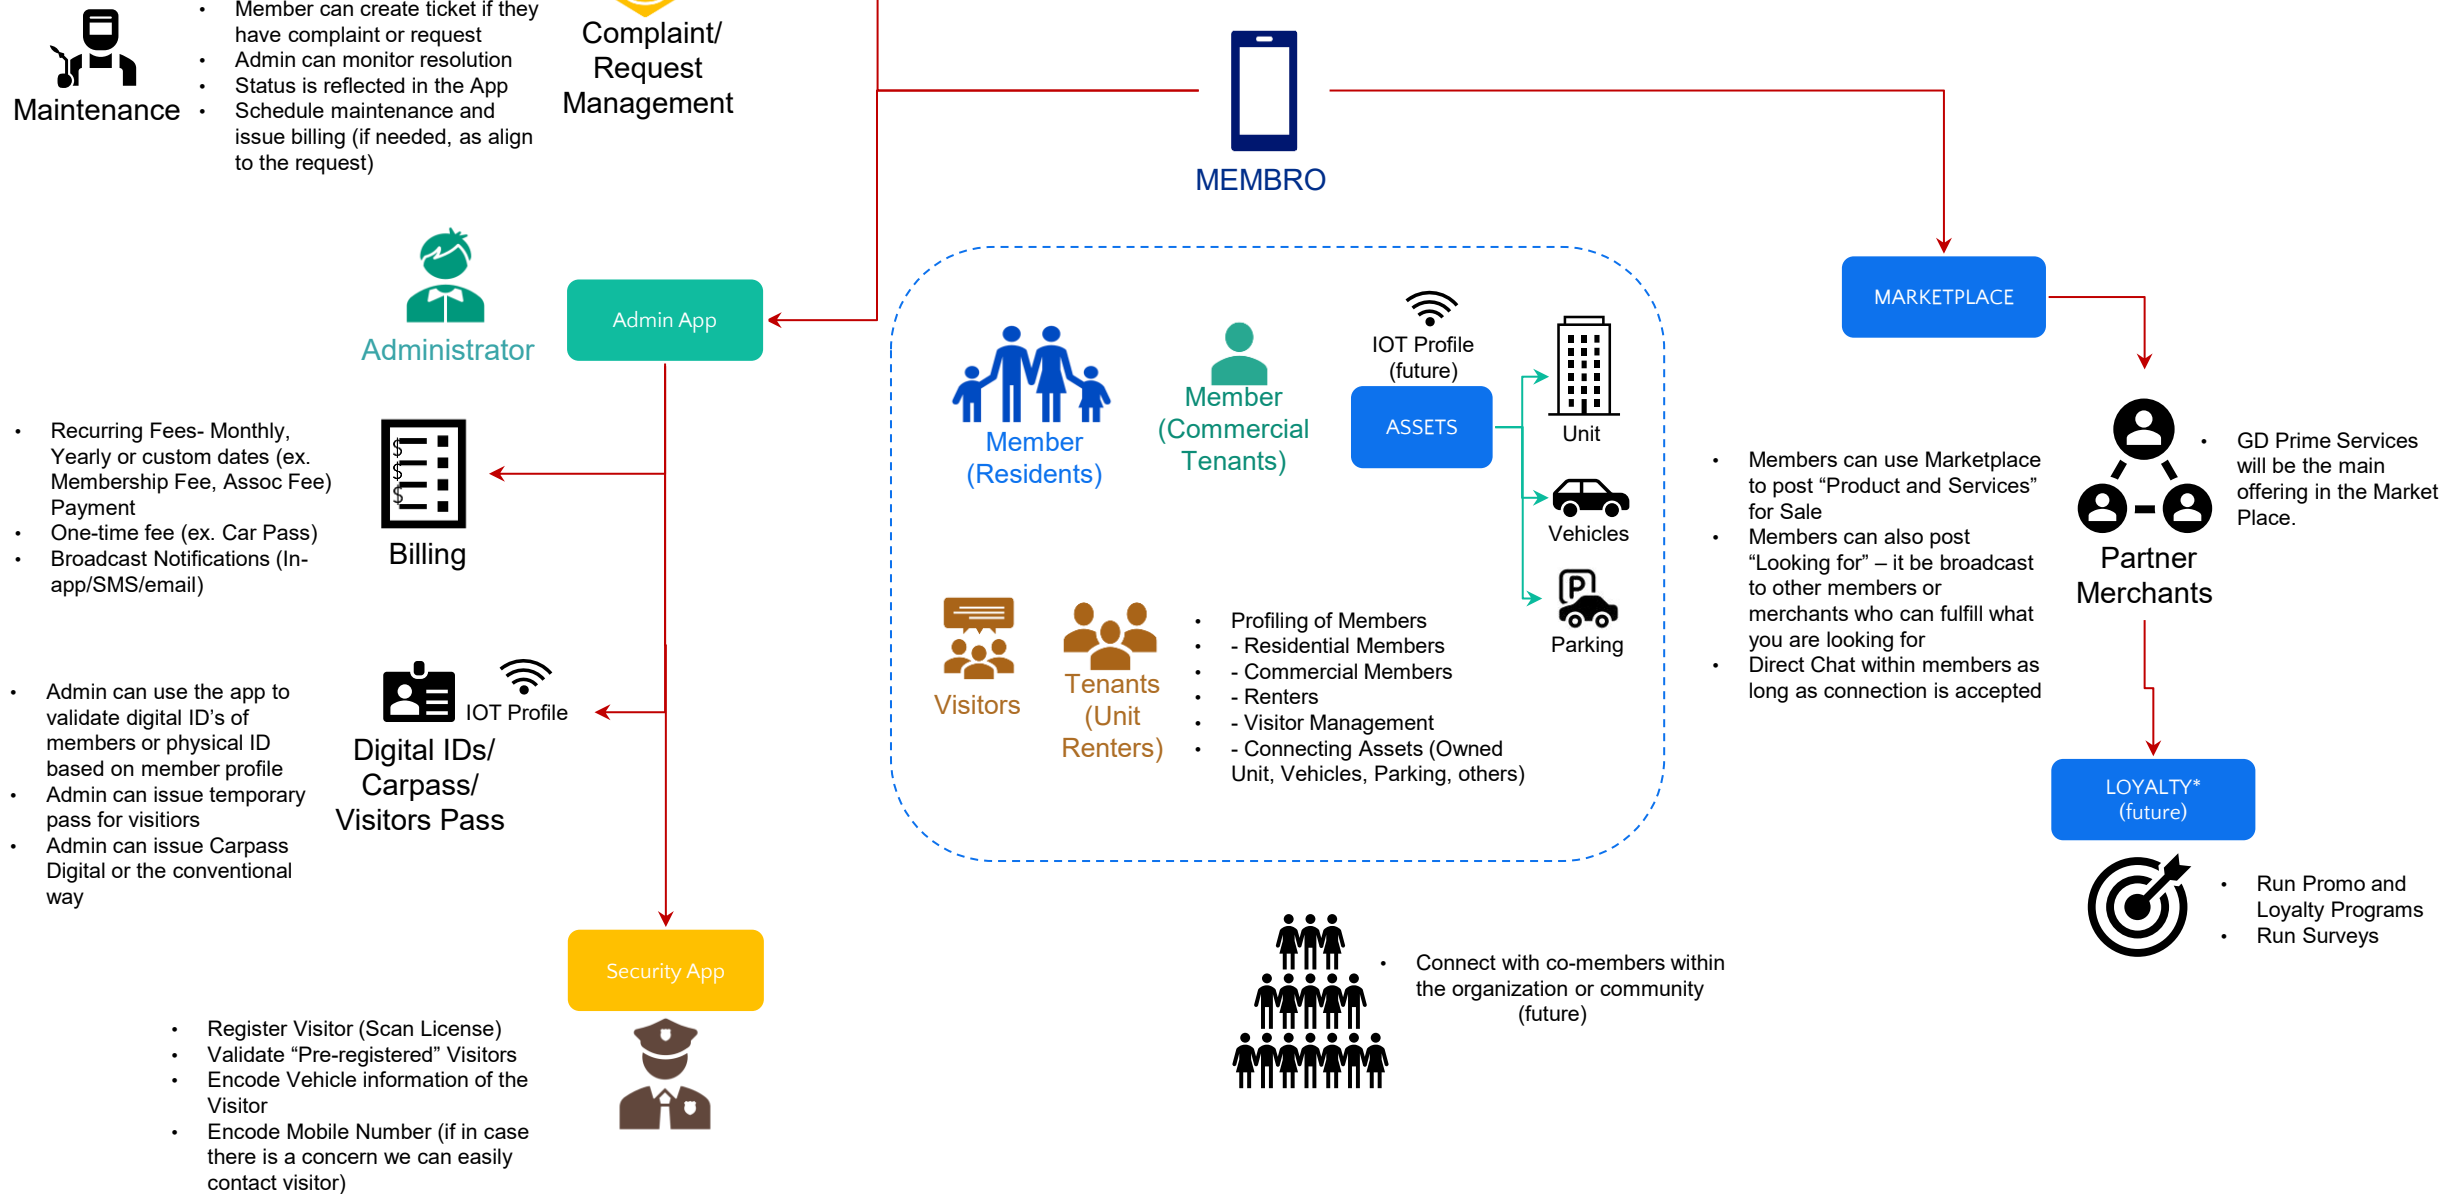 • Member can create ticket if they
have complaint or request
• Admin can monitor resolution
• Status is reflected in the App
• Schedule maintenance and
issue billing (if needed, as align
to the request)
Maintenance
Complaint/
Request
Management
MEMBRO
Administrator
Admin App
• Recurring Fees- Monthly,
Yearly or custom dates (ex.
Membership Fee, Assoc Fee)
Payment
• One-time fee (ex. Car Pass)
• Broadcast Notifications (In-
app/SMS/email)
$
$
$
Billing
• Admin can use the app to
validate digital ID’s of
members or physical ID
based on member profile
• Admin can issue temporary
pass for visitiors
• Admin can issue Carpass
Digital or the conventional
way
IOT Profile
Digital IDs/
Carpass/
Visitors Pass
Security App
• Register Visitor (Scan License)
• Validate “Pre-registered” Visitors
• Encode Vehicle information of the
Visitor
• Encode Mobile Number (if in case
there is a concern we can easily
contact visitor)
Member
(Residents)
Member
(Commercial
Tenants)
IOT Profile
(future)
ASSETS
Unit
Vehicles
P
Parking
Visitors
Tenants
(Unit
Renters)
• Profiling of Members
• - Residential Members
• - Commercial Members
• - Renters
• - Visitor Management
• - Connecting Assets (Owned
Unit, Vehicles, Parking, others)
• Connect with co-members within
the organization or community
(future)
MARKETPLACE
• Members can use Marketplace
to post “Product and Services”
for Sale
• Members can also post
“Looking for” – it be broadcast
to other members or
merchants who can fulfill what
you are looking for
• Direct Chat within members as
long as connection is accepted
Partner
Merchants
• GD Prime Services
will be the main
offering in the Market
Place.
LOYALTY*
(future)
• Run Promo and
Loyalty Programs
• Run Surveys